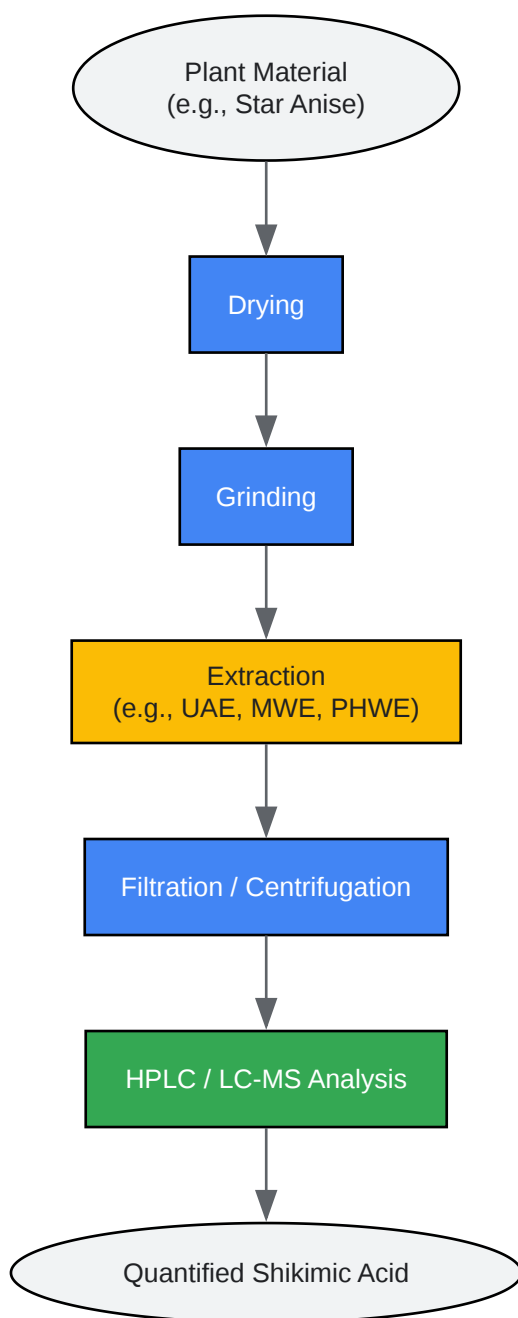 Plant Material
(e.g., Star Anise)
Drying
Grinding
Extraction
(e.g., UAE, MWE, PHWE)
Filtration / Centrifugation
HPLC / LC-MS Analysis
Quantified Shikimic Acid